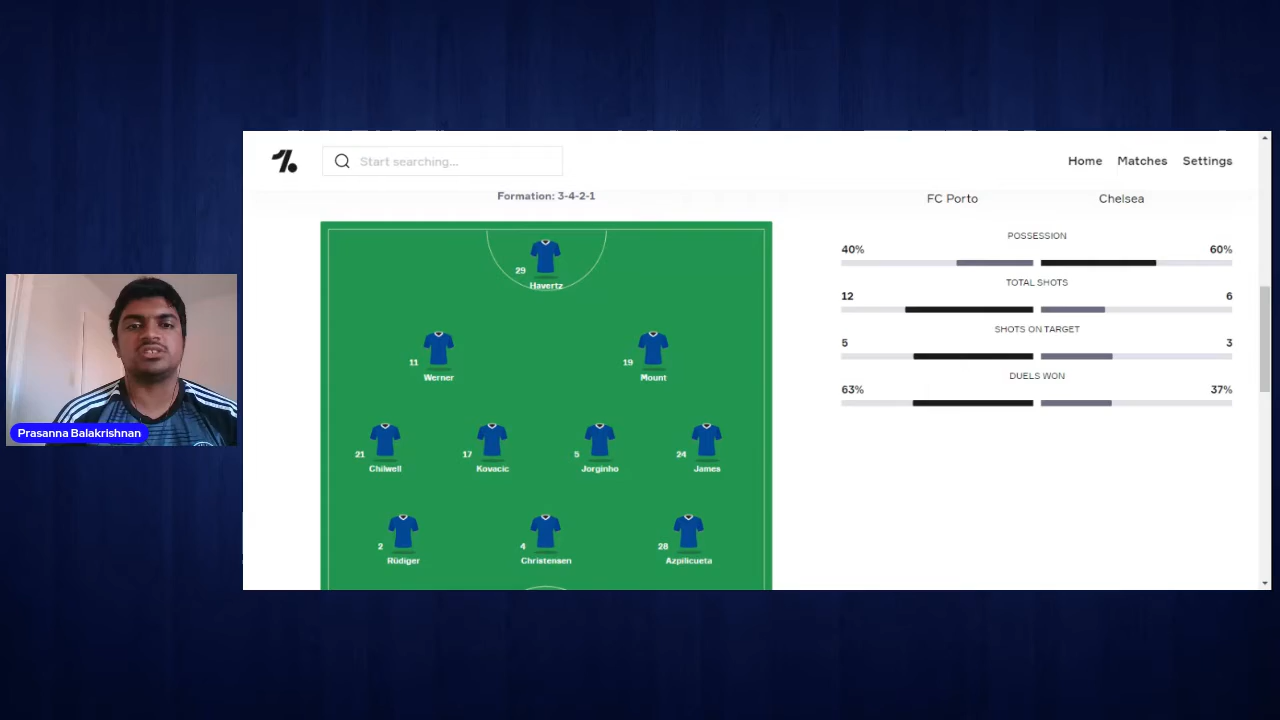 Start searching...
Home Matches Settings
Formation: 3-4-2-1
29
Havertz
11
Werner
19
Mount
21
Chilwell
17
Kovacic
5
Jorginho
24
James
2
Rüdiger
4
Christensen
28
Azpilicueta
FC Porto Chelsea
POSSESSION
40% 60%
TOTAL SHOTS
12 6
SHOTS ON TARGET
5 3
DUELS WON
63% 37%
Prasanna Balakrishnan